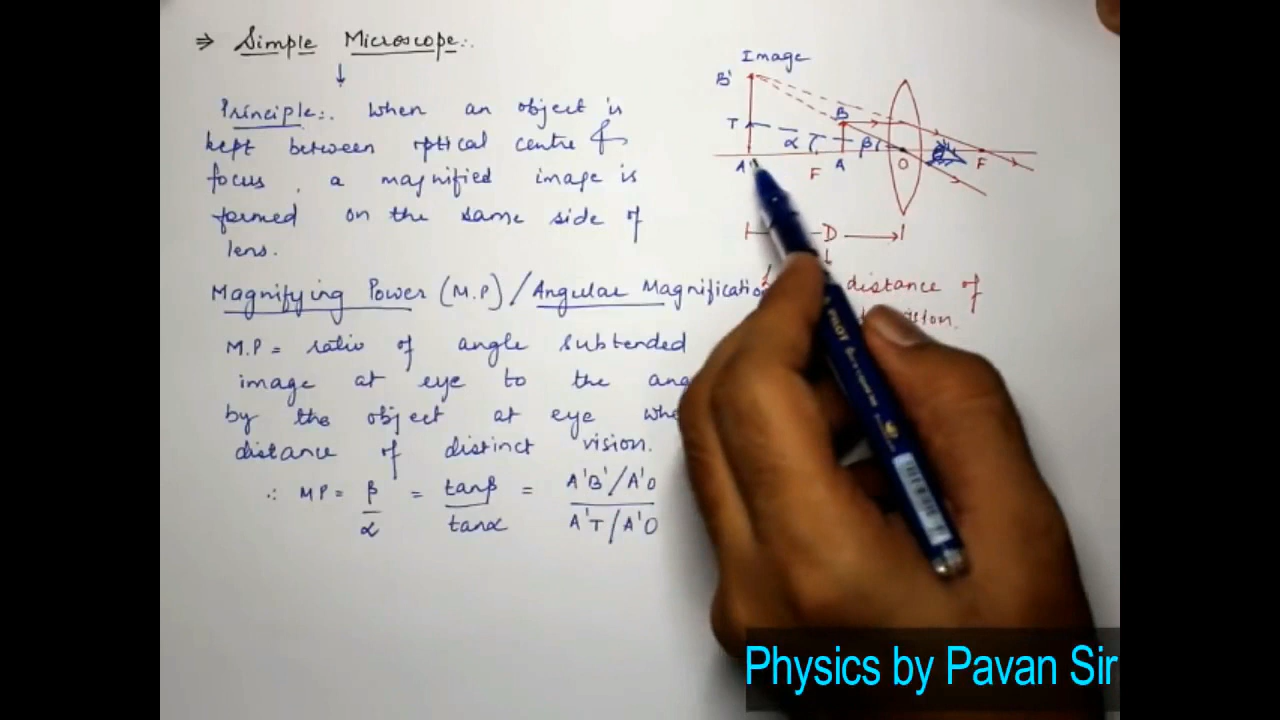 ⇒ Simple Microscope:.
↓
Principle:. When an object is
kept between optical centre &
focus, a magnified image is
formed on the same side of
lens.
Magnifying Power (M.P) / Angular Magnification
M.P = ratio of angle subtended
image at eye to the
by the object at eye
distance of distinct vision.
∴ MP = β/α = tanβ/tanα = (A'B'/A'O)/(A'T/A'O)
Image
B'
T
α
β
B
A
F
A
O
F
D
↓
distance of
Physics by Pavan Sir
PILOT